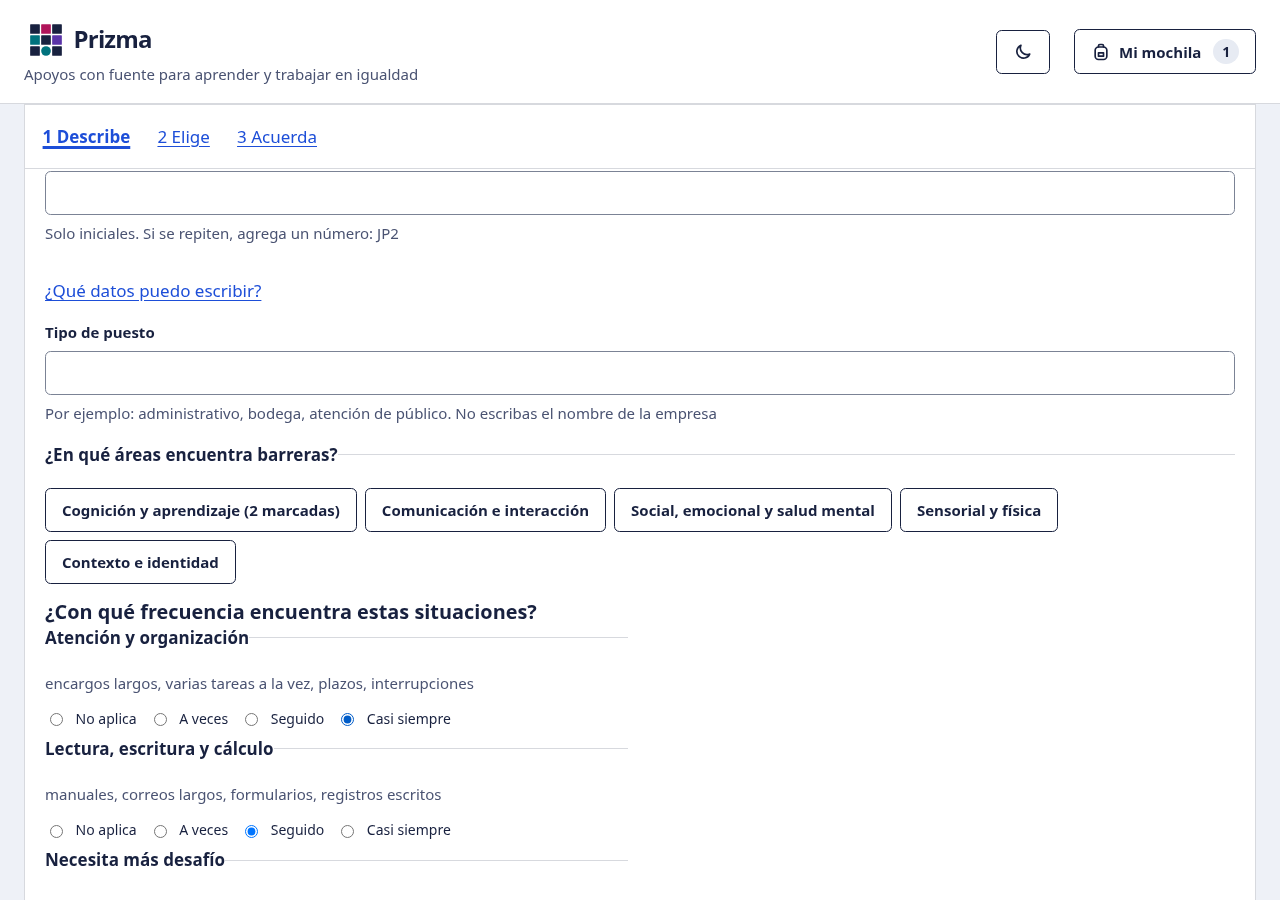 Prizma
Apoyos con fuente para aprender y trabajar en igualdad
Mi mochila 1
1 Describe 2 Elige 3 Acuerda
Solo iniciales. Si se repiten, agrega un número: JP2
¿Qué datos puedo escribir?
Tipo de puesto
Por ejemplo: administrativo, bodega, atención de público. No escribas el nombre de la empresa
¿En qué áreas encuentra barreras?
Cognición y aprendizaje (2 marcadas) Comunicación e interacción Social, emocional y salud mental Sensorial y física
Contexto e identidad
¿Con qué frecuencia encuentra estas situaciones?
Atención y organización
encargos largos, varias tareas a la vez, plazos, interrupciones
No aplica A veces Seguido Casi siempre
Lectura, escritura y cálculo
manuales, correos largos, formularios, registros escritos
No aplica A veces Seguido Casi siempre
Necesita más desafío